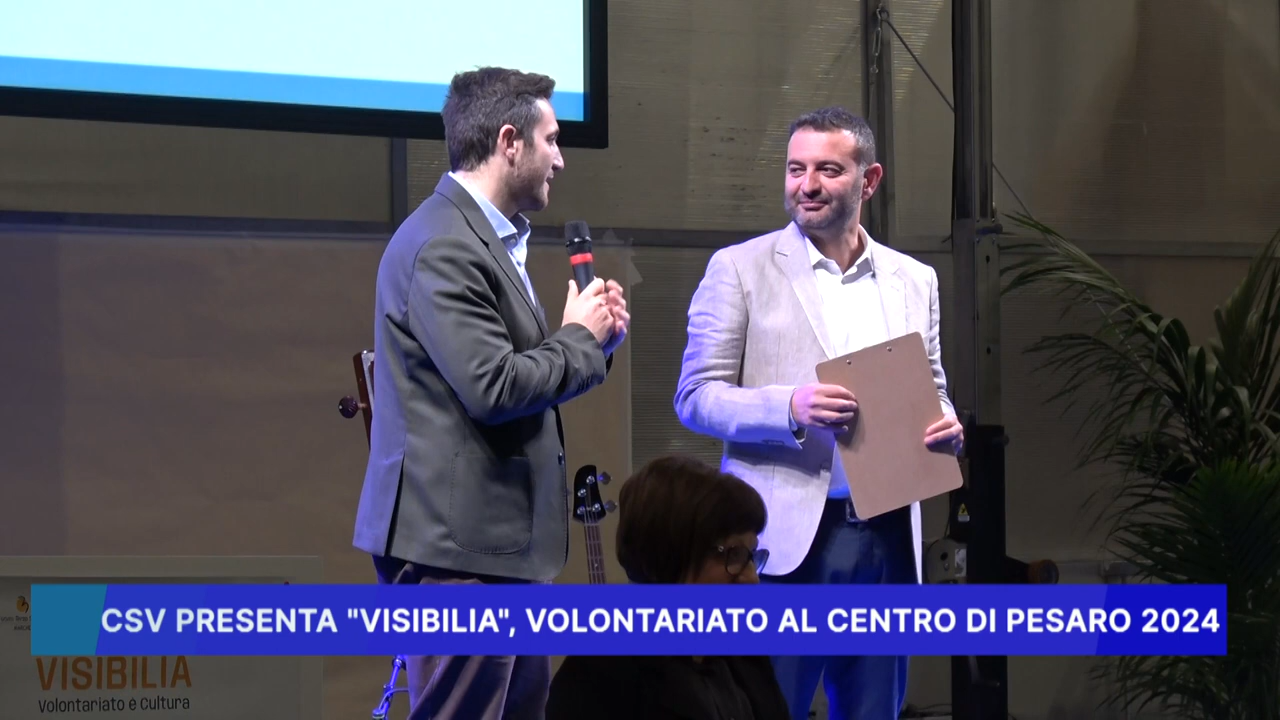 CSV PRESENTA "VISIBILIA", VOLONTARIATO AL CENTRO DI PESARO 2024
VISIBILIA
Volontariato è Cultura